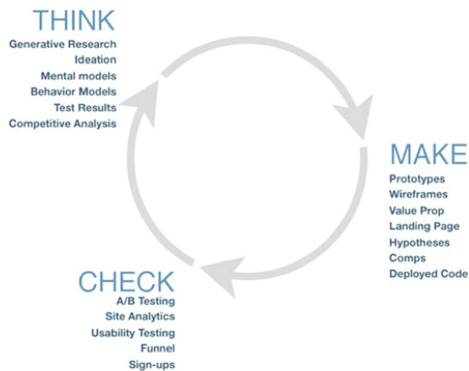 THINK
Generative Research
Ideation
Mental models
Behavior Models
Test Results
Competitive Analysis
MAKE
Prototypes
Wireframes
Value Prop
Landing Page
Hypotheses
Comps
Deployed Code
CHECK
A/B Testing
Site Analytics
Usability Testing
Funnel
Sign-ups